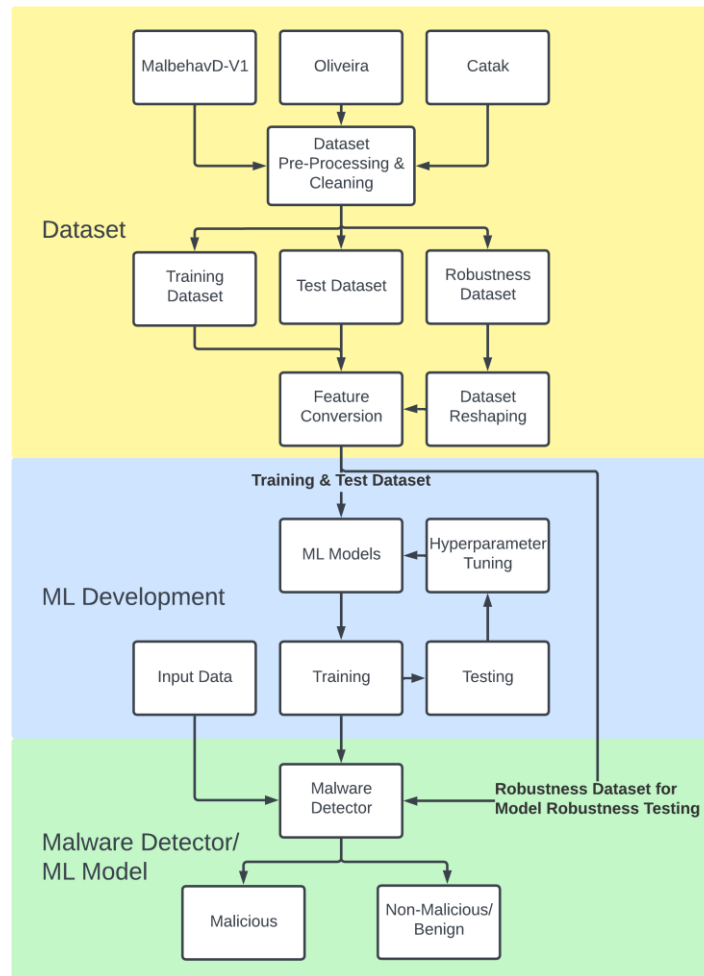 MalbehavD-V1
Oliveira
Catak
Dataset
Pre-Processing &
Cleaning
Dataset
Training
Dataset
Test Dataset
Robustness
Dataset
Feature
Conversion
Dataset
Reshaping
Training & Test Dataset
ML Models
Hyperparameter
Tuning
ML Development
Input Data
Training
Testing
Malware
Detector
Robustness Dataset for
Model Robustness Testing
Malware Detector/
ML Model
Malicious
Non-Malicious/
Benign